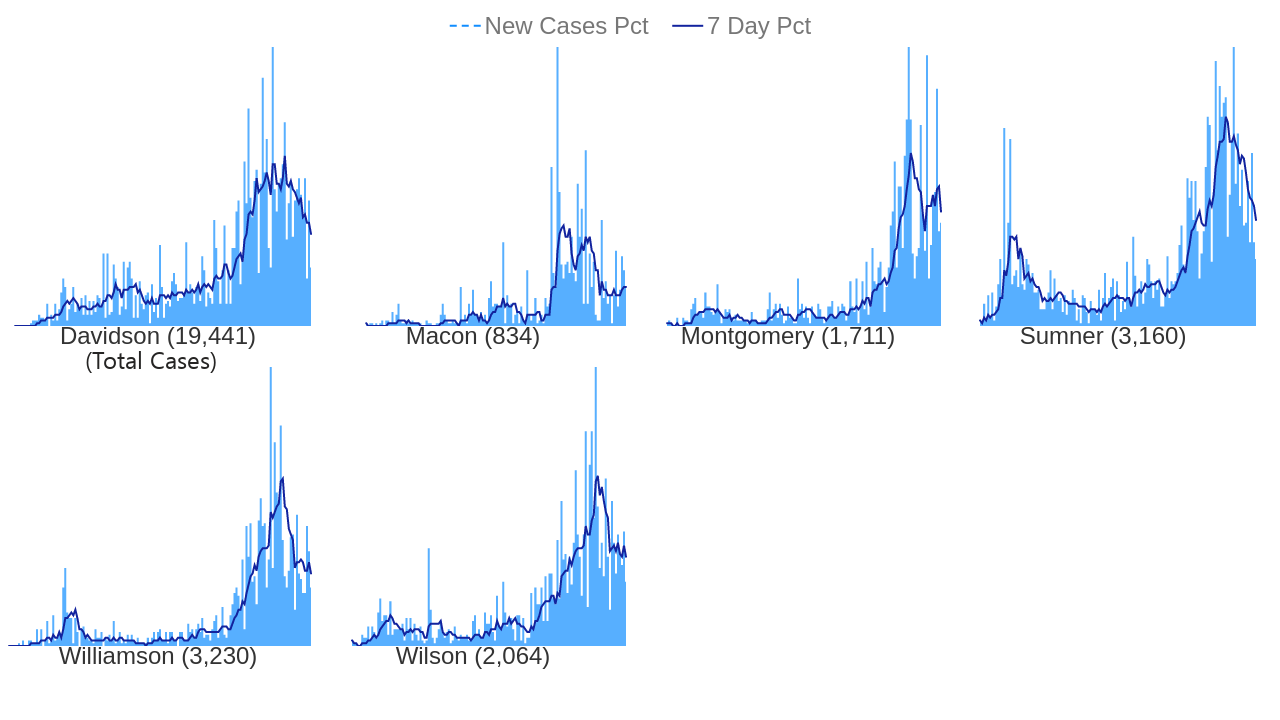 New Cases Pct 7 Day Pct
Davidson (19,441) Macon (834) Montgomery (1,711) Sumner (3,160)
(Total Cases)
Williamson (3,230) Wilson (2,064)